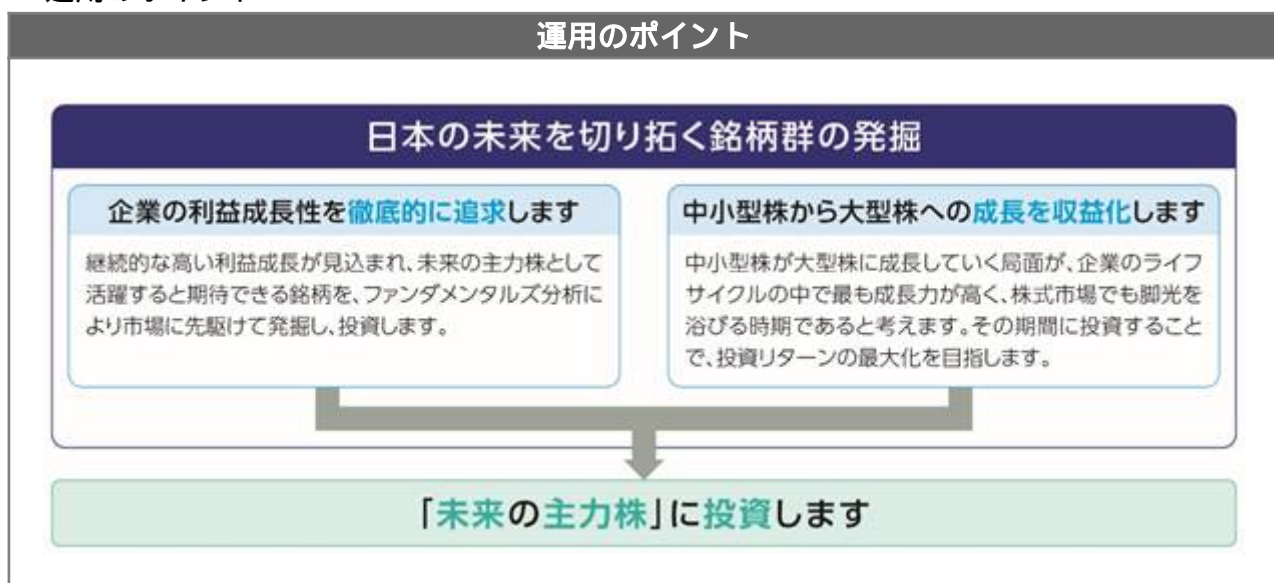 運用のポイント
日本の未来を切り拓く銘柄群の発掘
企業の利益成長性を徹底的に追求します
継続的な高い利益成長が見込まれ、未来の主力株として
活躍すると期待できる銘柄を、ファンダメンタルズ分析に
より市場に先駆けて発掘し、投資します。
中小型株から大型株への成長を収益化します
中小型株が大型株に成長していく局面が、企業のライフ
サイクルの中で最も成長力が高く、株式市場でも脚光を
浴びる時期であると考えます。その期間に投資すること
で、投資リターンの最大化を目指します。
「未来の主力株」に投資します